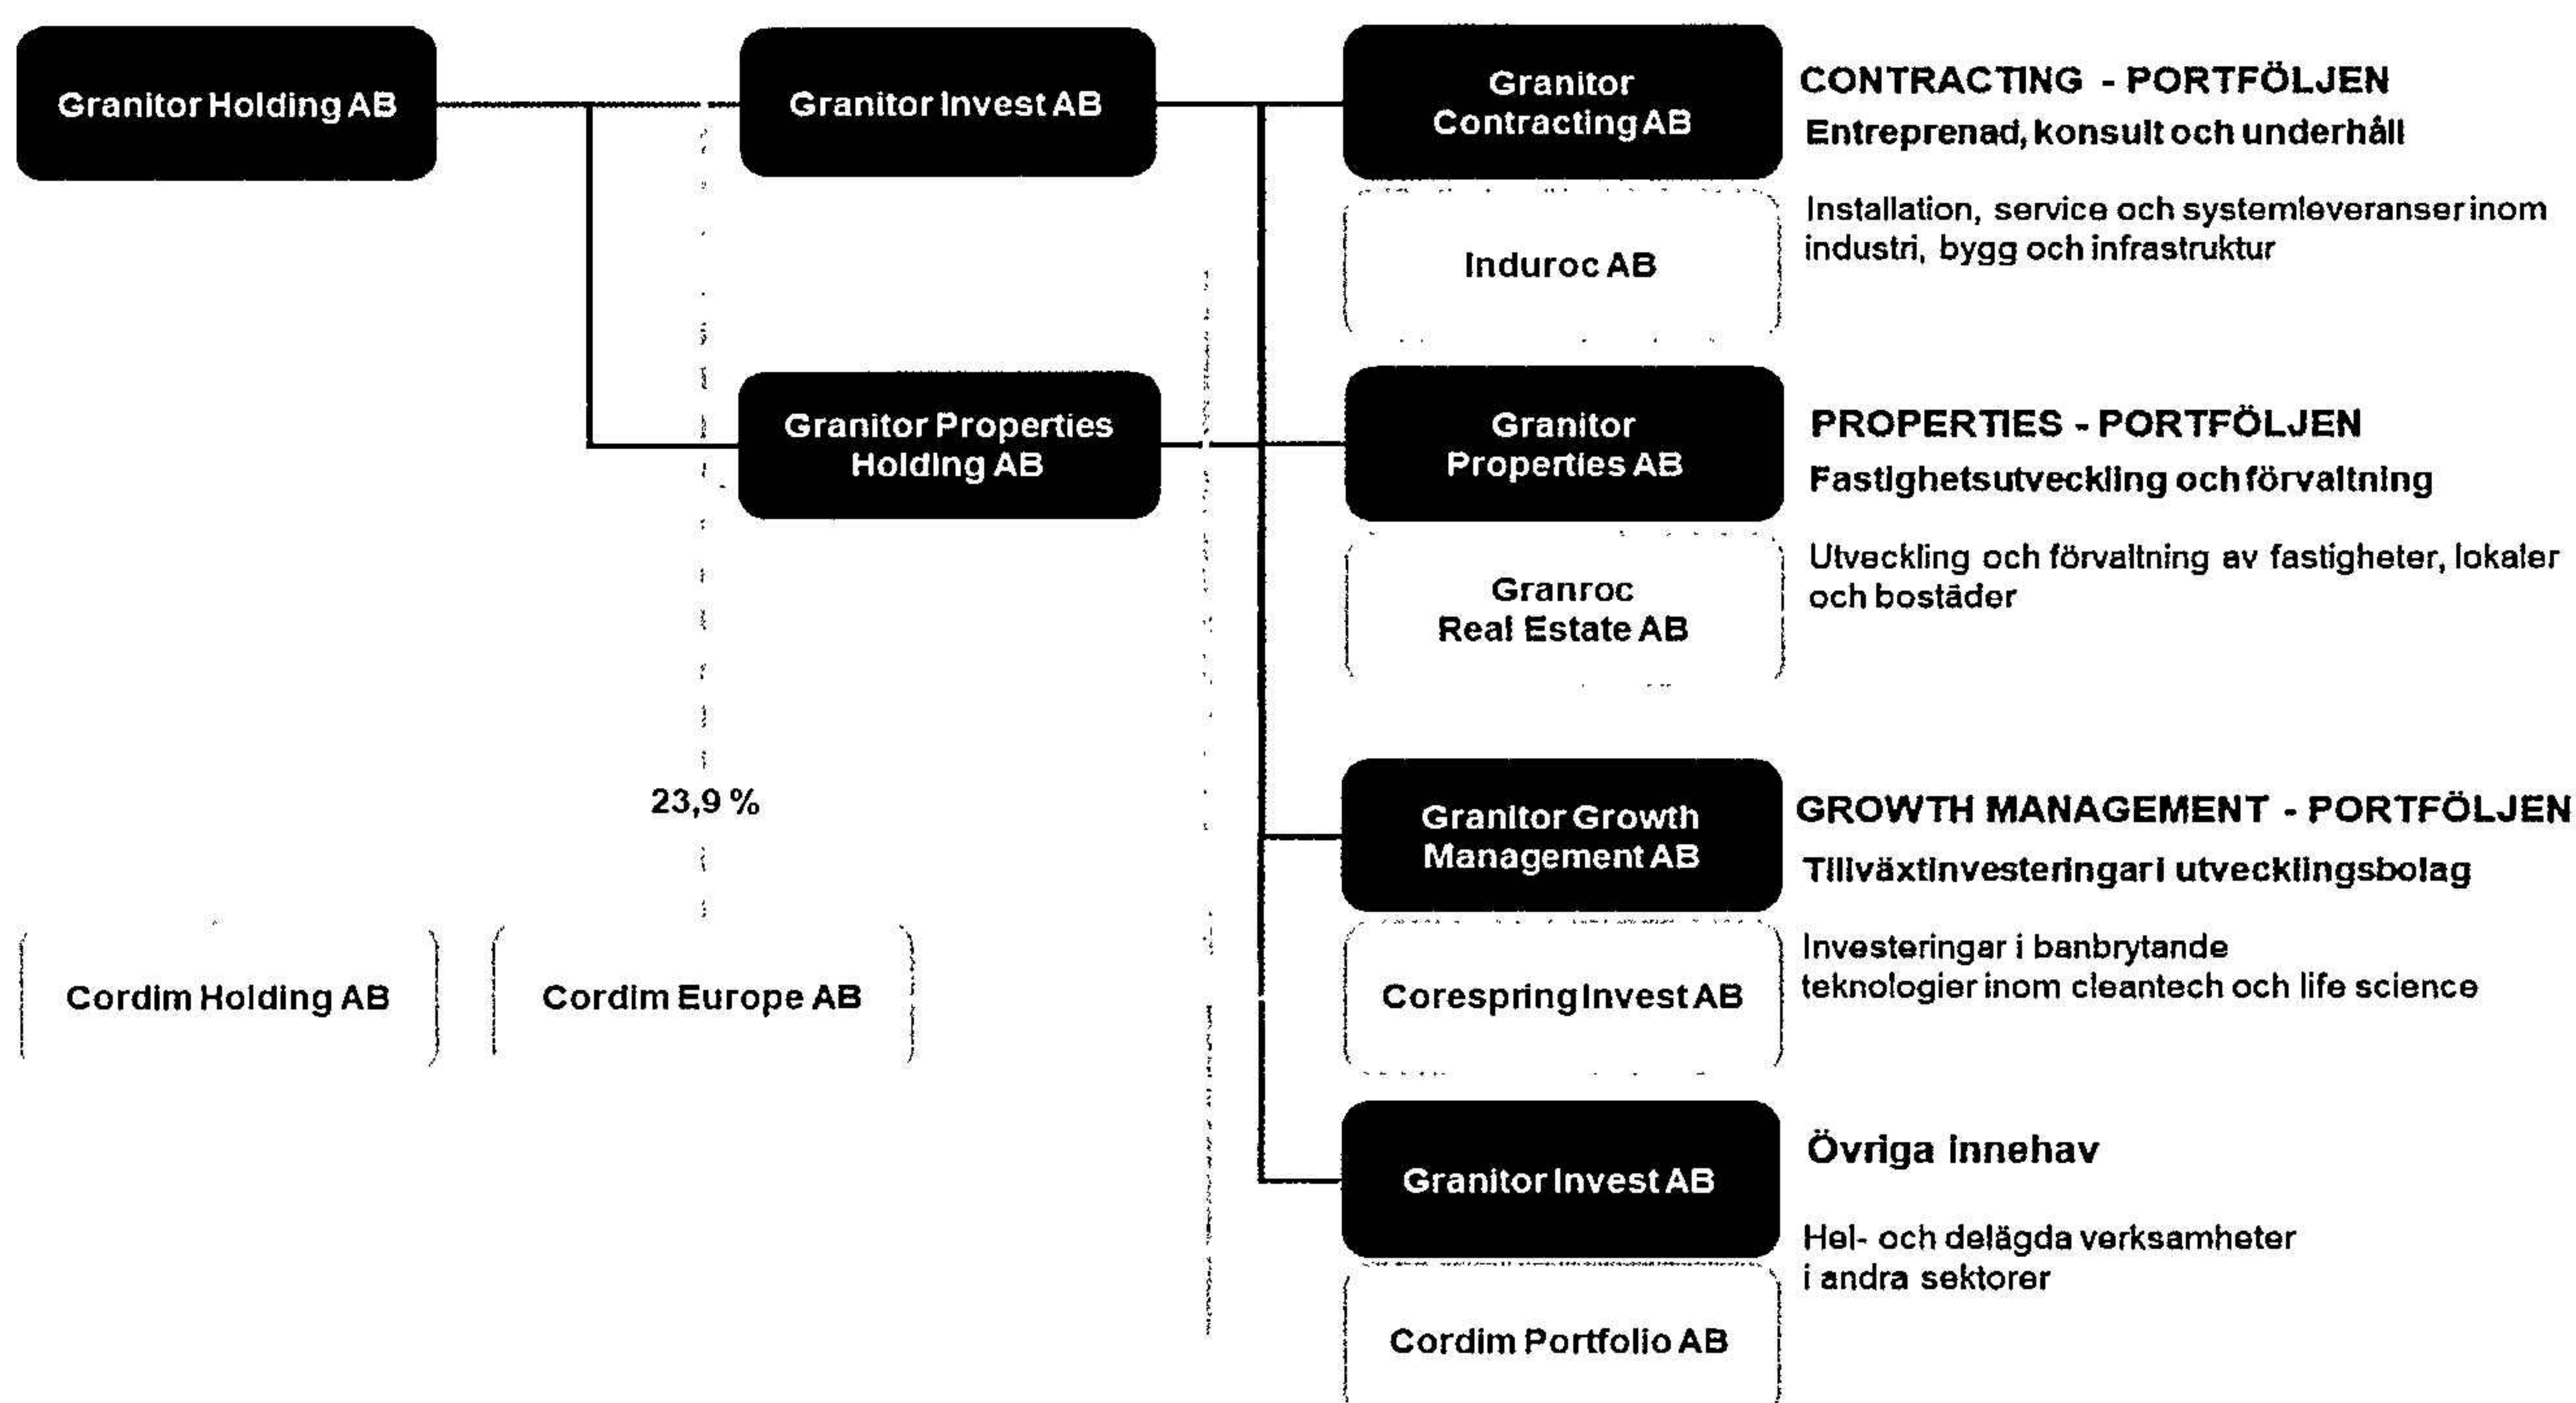 Granitor Holding AB
Granitor Invest AB
Granitor
Contracting AB
CONTRACTING - PORTFÖLJEN
Entreprenad, konsult och underhåll
Installation, service och systemleveranser inom
industri, bygg och infrastruktur
Induroc AB
Granitor Properties
Holding AB
Granitor
Properties AB
PROPERTIES - PORTFÖLJEN
Fastighetsutveckling och förvaltning
Utveckling och förvaltning av fastigheter, lokaler
och bostäder
Granroc
Real Estate AB
23,9 %
Granitor Growth
Management AB
GROWTH MANAGEMENT - PORTFÖLJEN
Tillväxtinvesteringar i utvecklingsbolag
Investeringar i banbrytande
teknologier inom cleantech och life science
Cordim Holding AB
Cordim Europe AB
Corespring Invest AB
Granitor Invest AB
Övriga innehav
Hel- och delägda verksamheter
i andra sektorer
Cordim Portfolio AB